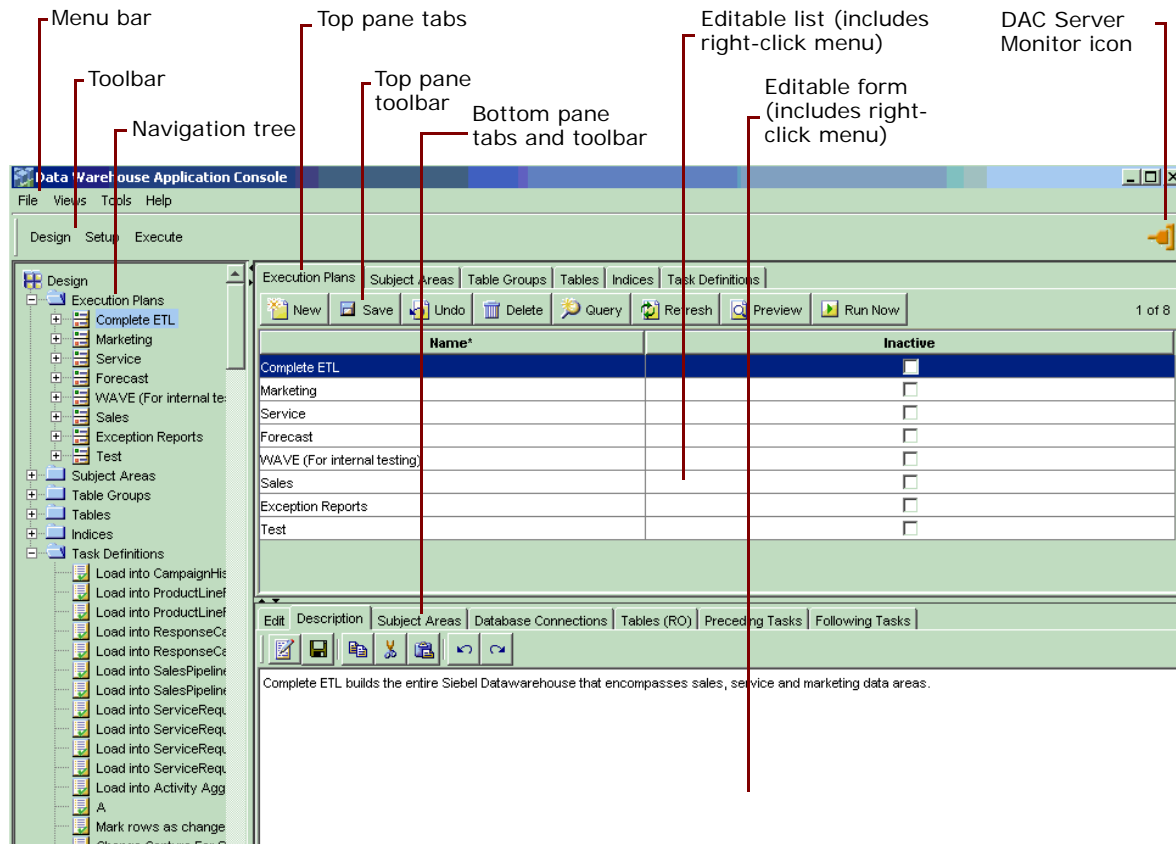 Menu bar
Top pane tabs
Editable list (includes
right-click menu)
DAC Server
Monitor icon
Toolbar
Top pane
toolbar
Editable form
(includes right-
click menu)
Navigation tree
Bottom pane
tabs and toolbar
Data Warehouse Application Console
File Views Tools Help
Design Setup Execute
Design
Execution Plans
Complete ETL
Marketing
Service
Forecast
WAVE (For internal te
Sales
Exception Reports
Test
Subject Areas
Table Groups
Tables
Indices
Task Definitions
Load into CampaignHis
Load into ProductLine
Load into ProductLine
Load into ResponseCa
Load into ResponseCa
Load into SalesPipeline
Load into SalesPipeline
Load into ServiceRequ
Load into ServiceRequ
Load into ServiceRequ
Load into ServiceRequ
Load into Activity Agg
A
Mark rows as change
Execution Plans Subject Areas Table Groups Tables Indices Task Definitions
New Save Undo Delete Query Refresh Preview Run Now 1 of 8
Name* Inactive
Complete ETL
Marketing
Service
Forecast
WAVE (For internal testing)
Sales
Exception Reports
Test
Edit Description Subject Areas Database Connections Tables (RO) Preceding Tasks Following Tasks
Complete ETL builds the entire Siebel Datawarehouse that encompasses sales, service and marketing data areas.